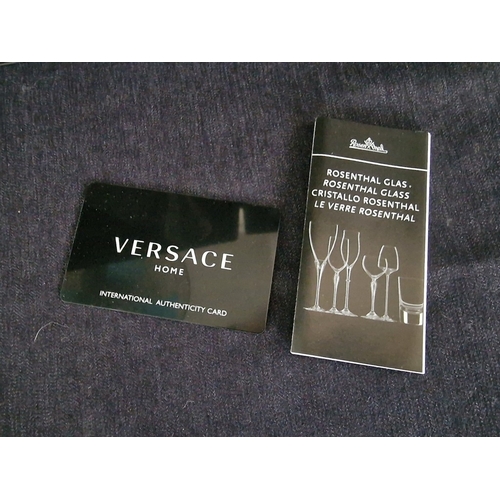 VERSACE
HOME
INTERNATIONAL AUTHENTICITY CARD
Rosenthal
ROSENTHAL GLAS.
ROSENTHAL GLASS
CRISTALLO ROSENTHAL
LE VERRE ROSENTHAL